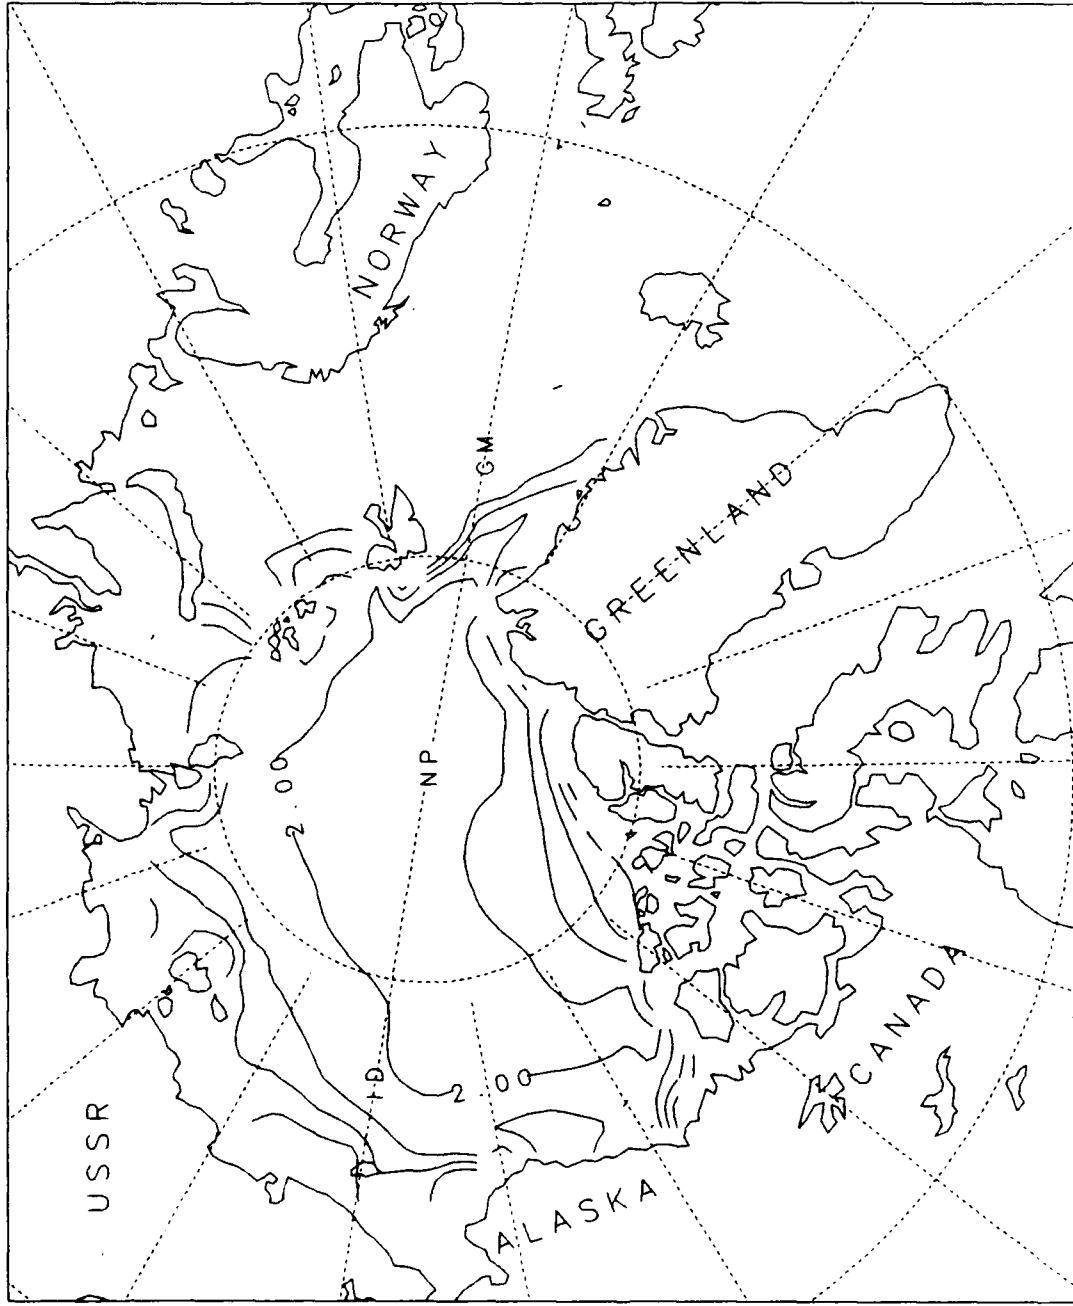 NORWAY
GM
GREENLAND
2.00
NP
CANADA
ID
2.00
USSR
ALASKA